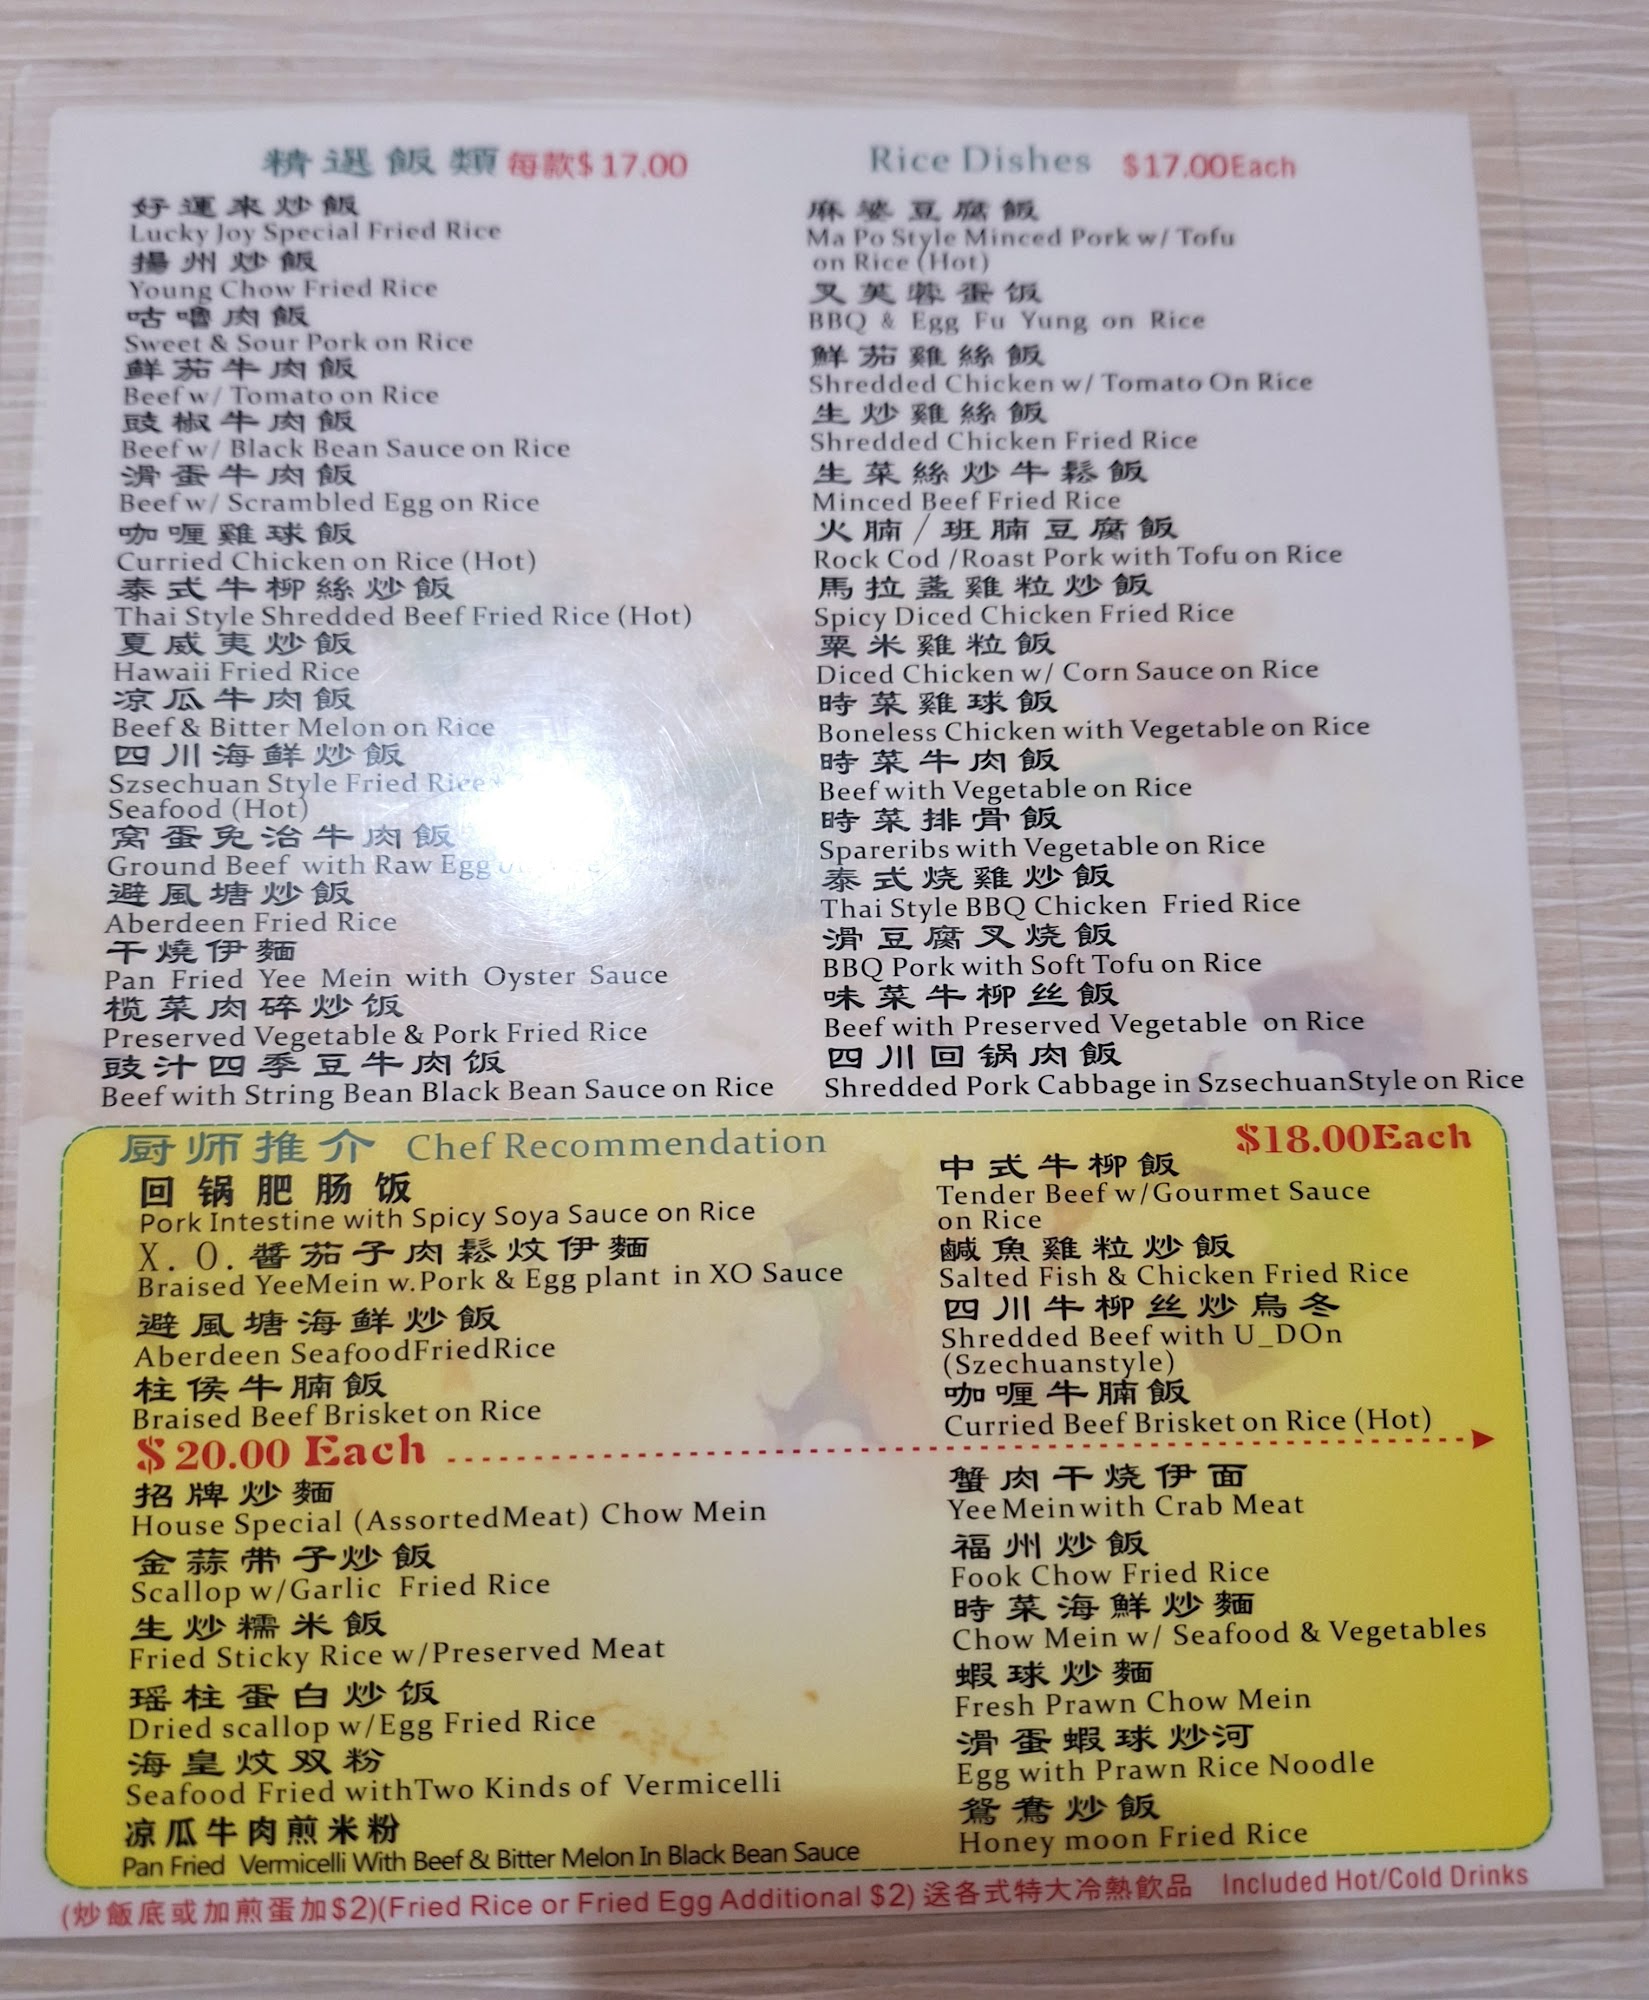 精選飯類 每款$17.00
好運來炒飯
Lucky Joy Special Fried Rice
揚州炒飯
Young Chow Fried Rice
咕嚕肉飯
Sweet & Sour Pork on Rice
鮮茄牛肉飯
Beef w/ Tomato on Rice
豉椒牛肉飯
Beef w/ Black Bean Sauce on Rice
滑蛋牛肉飯
Beef w/ Scrambled Egg on Rice
咖喱雞球飯
Curried Chicken on Rice (Hot)
泰式牛柳絲炒飯
Thai Style Shredded Beef Fried Rice (Hot)
夏威夷炒飯
Hawaii Fried Rice
凉瓜牛肉飯
Beef & Bitter Melon on Rice
四川海鮮炒飯
Szsechuan Style Fried Rice
Seafood (Hot)
窝蛋免治牛肉飯
Ground Beef with Raw Egg
避風塘炒飯
Aberdeen Fried Rice
干燒伊麵
Pan Fried Yee Mein with Oyster Sauce
榄菜肉碎炒饭
Preserved Vegetable & Pork Fried Rice
豉汁四季豆牛肉饭
Beef with String Bean Black Bean Sauce on Rice
Rice Dishes $17.00Each
麻婆豆腐飯
Ma Po Style Minced Pork w/ Tofu
on Rice (Hot)
叉芙蓉蛋饭
BBQ & Egg Fu Yung on Rice
鮮茄雞絲飯
Shredded Chicken w/ Tomato On Rice
生炒雞絲飯
Shredded Chicken Fried Rice
生菜絲炒牛鬆飯
Minced Beef Fried Rice
火腩/班腩豆腐飯
Rock Cod /Roast Pork with Tofu on Rice
馬拉盞雞粒炒飯
Spicy Diced Chicken Fried Rice
粟米雞粒飯
Diced Chicken w/ Corn Sauce on Rice
時菜雞球飯
Boneless Chicken with Vegetable on Rice
時菜牛肉飯
Beef with Vegetable on Rice
時菜排骨飯
Spareribs with Vegetable on Rice
泰式烧雞炒飯
Thai Style BBQ Chicken Fried Rice
滑豆腐叉烧飯
BBQ Pork with Soft Tofu on Rice
味菜牛柳丝飯
Beef with Preserved Vegetable on Rice
四川回锅肉飯
Shredded Pork Cabbage in SzsechuanStyle on Rice
厨师推介 Chef Recommendation
$18.00Each
回锅肥肠饭
Pork Intestine with Spicy Soya Sauce on Rice
X.O.醬茄子肉鬆炆伊麵
Braised YeeMein w.Pork & Egg plant in XO Sauce
避風塘海鮮炒飯
Aberdeen SeafoodFriedRice
柱侯牛腩飯
Braised Beef Brisket on Rice
中式牛柳飯
Tender Beef w/Gourmet Sauce
on Rice
鹹魚雞粒炒飯
Salted Fish & Chicken Fried Rice
四川牛柳丝炒烏冬
Shredded Beef with U_DOn
(Szechuanstyle)
咖喱牛腩飯
Curried Beef Brisket on Rice (Hot)
$20.00 Each
招牌炒麵
House Special (AssortedMeat) Chow Mein
金蒜带子炒飯
Scallop w/Garlic Fried Rice
生炒糯米飯
Fried Sticky Rice w/Preserved Meat
瑶柱蛋白炒饭
Dried scallop w/Egg Fried Rice
海皇炆双粉
Seafood Fried withTwo Kinds of Vermicelli
凉瓜牛肉煎米粉
Pan Fried Vermicelli With Beef & Bitter Melon In Black Bean Sauce
蟹肉干烧伊面
Yee Mein with Crab Meat
福州炒飯
Fook Chow Fried Rice
時菜海鮮炒麵
Chow Mein w/ Seafood & Vegetables
蝦球炒麵
Fresh Prawn Chow Mein
滑蛋蝦球炒河
Egg with Prawn Rice Noodle
鴛鴦炒飯
Honey moon Fried Rice
(炒飯底或加煎蛋加$2)(Fried Rice or Fried Egg Additional $2) 送各式特大冷熱飲品 Included Hot/Cold Drinks